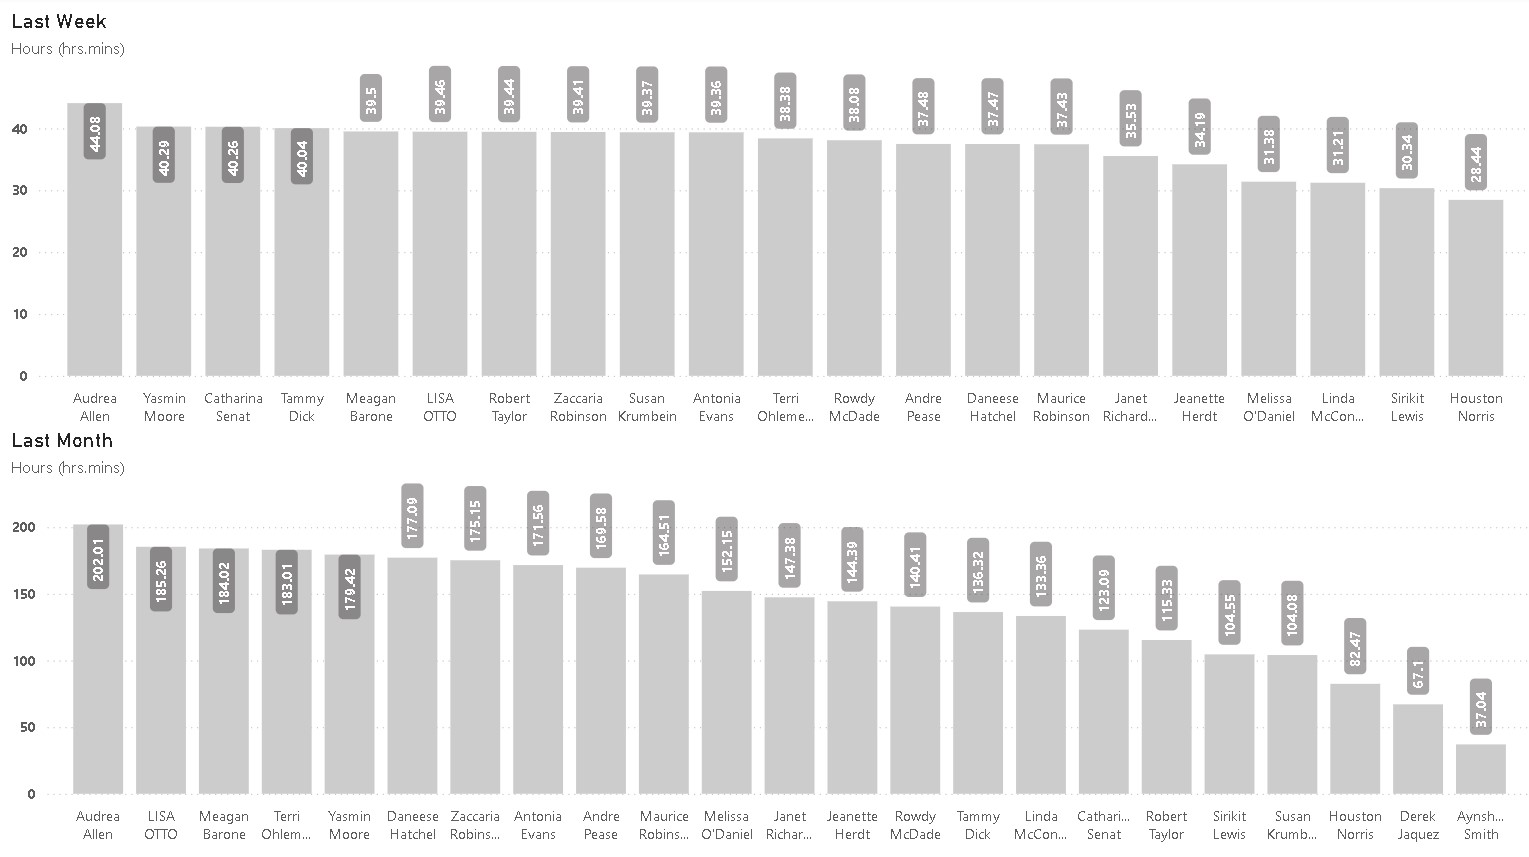 Last Week
Hours (hrs.mins)
44.08 40.29 40.26 40.04 39.5 39.46 39.44 39.41 39.37 39.36 38.38 38.08 37.48 37.47 37.43 35.53 34.19 31.38 31.21 30.34 28.44
40
30
20
10
0
Audrea Yasmin Catharina Tammy Meagan LISA Robert Zaccaria Susan Antonia Terri Rowdy Andre Daneese Maurice Janet Jeanette Melissa Linda Sirikit Houston
Allen Moore Senat Dick Barone OTTO Taylor Robinson Krumbein Evans Ohleme... McDade Pease Hatchel Robinson Richard... Herdt O'Daniel McCon... Lewis Norris
Last Month
Hours (hrs.mins)
202.01 185.26 184.02 183.01 179.42 177.09 175.15 171.56 169.58 164.51 152.15 147.38 144.39 140.41 136.32 133.36 123.09 115.33 104.55 104.08 82.47 67.1 37.04
200
150
100
50
0
Audrea LISA Meagan Terri Yasmin Daneese Zaccaria Antonia Andre Maurice Melissa Janet Jeanette Rowdy Tammy Linda Cathari... Robert Sirikit Susan Houston Derek Aynsh...
Allen OTTO Barone Ohlem... Moore Hatchel Robins... Evans Pease Robins... O'Daniel Richar... Herdt McDade Dick McCon... Senat Taylor Lewis Krumb... Norris Jaquez Smith